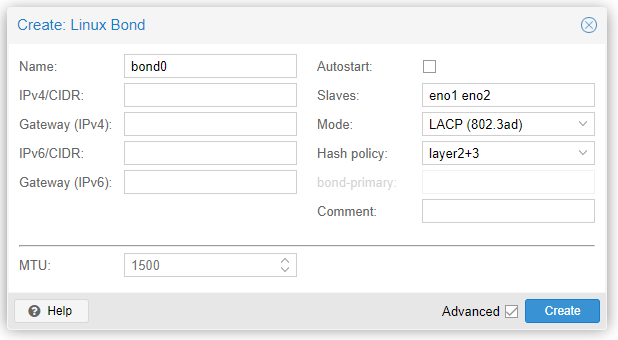 Create: Linux Bond
Name: bond0
IPv4/CIDR:
Gateway (IPv4):
IPv6/CIDR:
Gateway (IPv6):
Autostart:
Slaves: eno1 eno2
Mode: LACP (802.3ad)
Hash policy: layer2+3
bond-primary:
Comment:
MTU: 1500
? Help
Advanced
Create